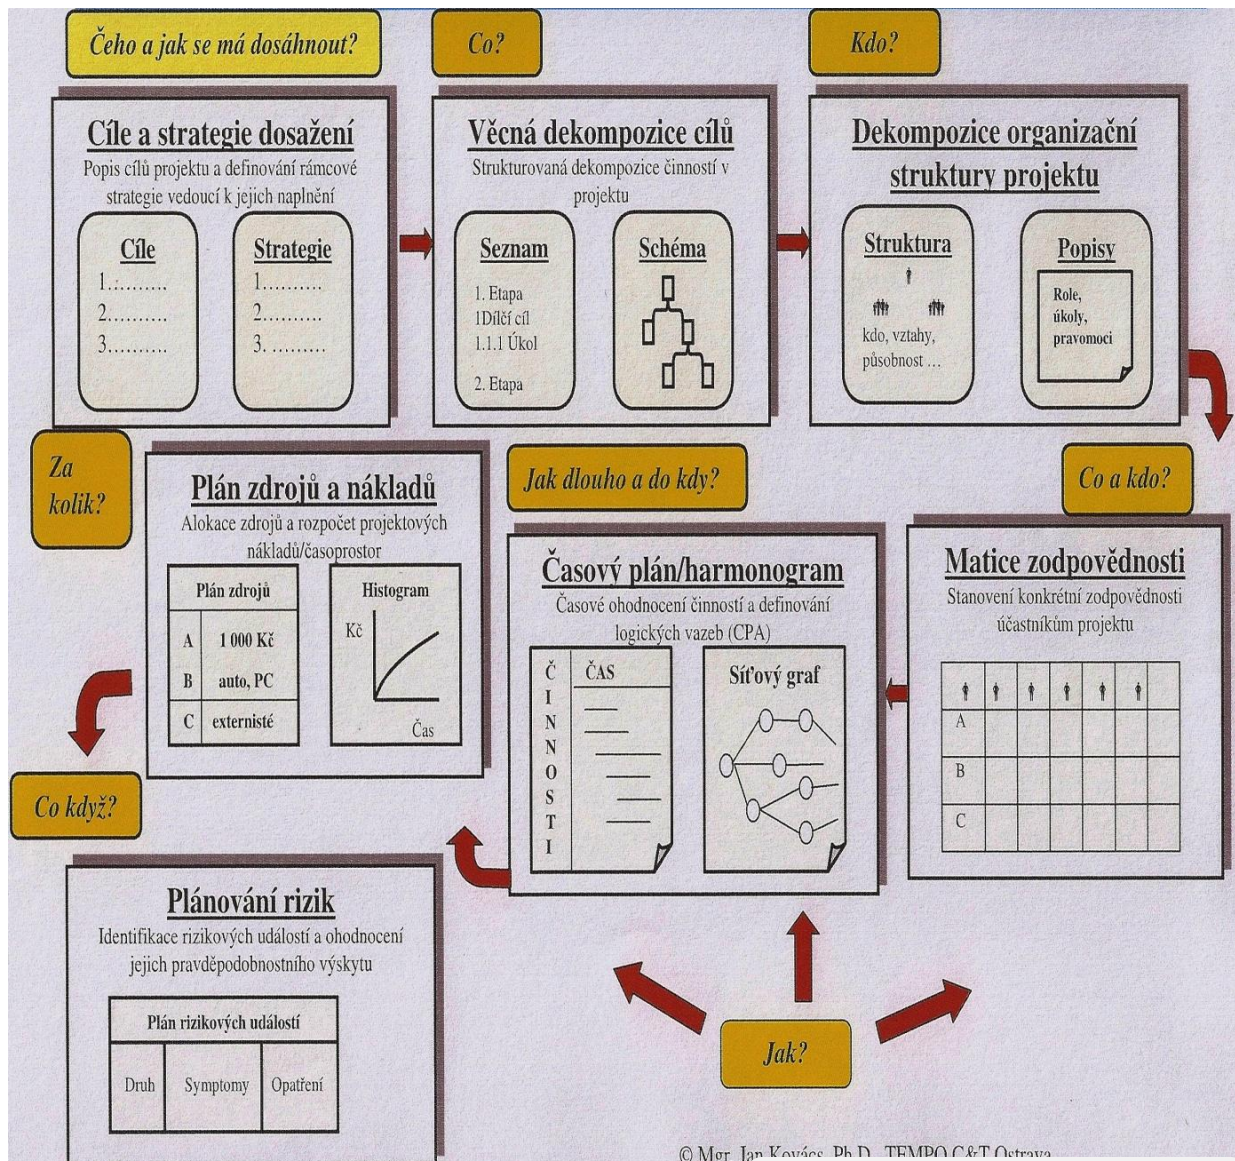 Čeho a jak se má dosáhnout?
Cíle a strategie dosažení
Popis cílů projektu a definování rámcové
strategie vedoucí k jejich naplnění
Cíle
1.:.........
2..........
3..........
Strategie
1..........
2..........
3. .........
Co?
Věcná dekompozice cílů
Strukturovaná dekompozice činností v
projektu
Seznam
1. Etapa
1Dílčí cíl
1.1.1 Úkol
2. Etapa
Schéma
Kdo?
Dekompozice organizační
struktury projektu
Struktura
kdo, vztahy,
působnost ...
Popisy
Role,
úkoly,
pravomoci
Co a kdo?
Matice zodpovědnosti
Stanovení konkrétní zodpovědnosti
účastníkům projektu
A
B
C
Jak dlouho a do kdy?
Časový plán/harmonogram
Časové ohodnocení činností a definování
logických vazeb (CPA)
ČINNOSTI
ČAS
Síťový graf
Za
kolik?
Plán zdrojů a nákladů
Alokace zdrojů a rozpočet projektových
nákladů/časoprostor
Plán zdrojů
A 1 000 Kč
B auto, PC
C externisté
Histogram
Kč
Čas
Co když?
Plánování rizik
Identifikace rizikových událostí a ohodnocení
jejich pravděpodobnostního výskytu
Plán rizikových událostí
Druh Symptomy Opatření
Jak?
© Mgr. Jan Kovács, Ph.D., TEMPO C&T Ostrava